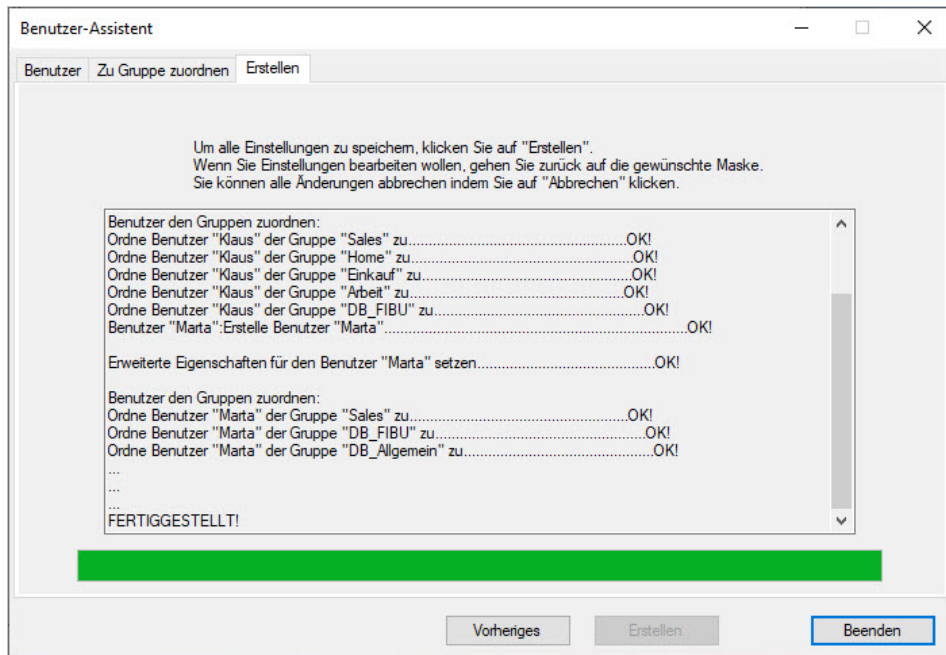 Benutzer-Assistent
Benutzer Zu Gruppe zuordnen Erstellen
Um alle Einstellungen zu speichern, klicken Sie auf "Erstellen".
Wenn Sie Einstellungen bearbeiten wollen, gehen Sie zurück auf die gewünschte Maske.
Sie können alle Änderungen abbrechen indem Sie auf "Abbrechen" klicken.
Benutzer den Gruppen zuordnen:
Ordne Benutzer "Klaus" der Gruppe "Sales" zu......................................................OK!
Ordne Benutzer "Klaus" der Gruppe "Home" zu......................................................OK!
Ordne Benutzer "Klaus" der Gruppe "Einkauf" zu....................................................OK!
Ordne Benutzer "Klaus" der Gruppe "Arbeit" zu.....................................................OK!
Ordne Benutzer "Klaus" der Gruppe "DB_FIBU" zu....................................................OK!
Benutzer "Marta":Erstelle Benutzer "Marta"...........................................................................OK!
Erweiterte Eigenschaften für den Benutzer "Marta" setzen............................................OK!
Benutzer den Gruppen zuordnen:
Ordne Benutzer "Marta" der Gruppe "Sales" zu......................................................OK!
Ordne Benutzer "Marta" der Gruppe "DB_FIBU" zu....................................................OK!
Ordne Benutzer "Marta" der Gruppe "DB_Allgemein" zu...............................................OK!
...
...
...
FERTIGGESTELLT!
Vorheriges Erstellen Beenden